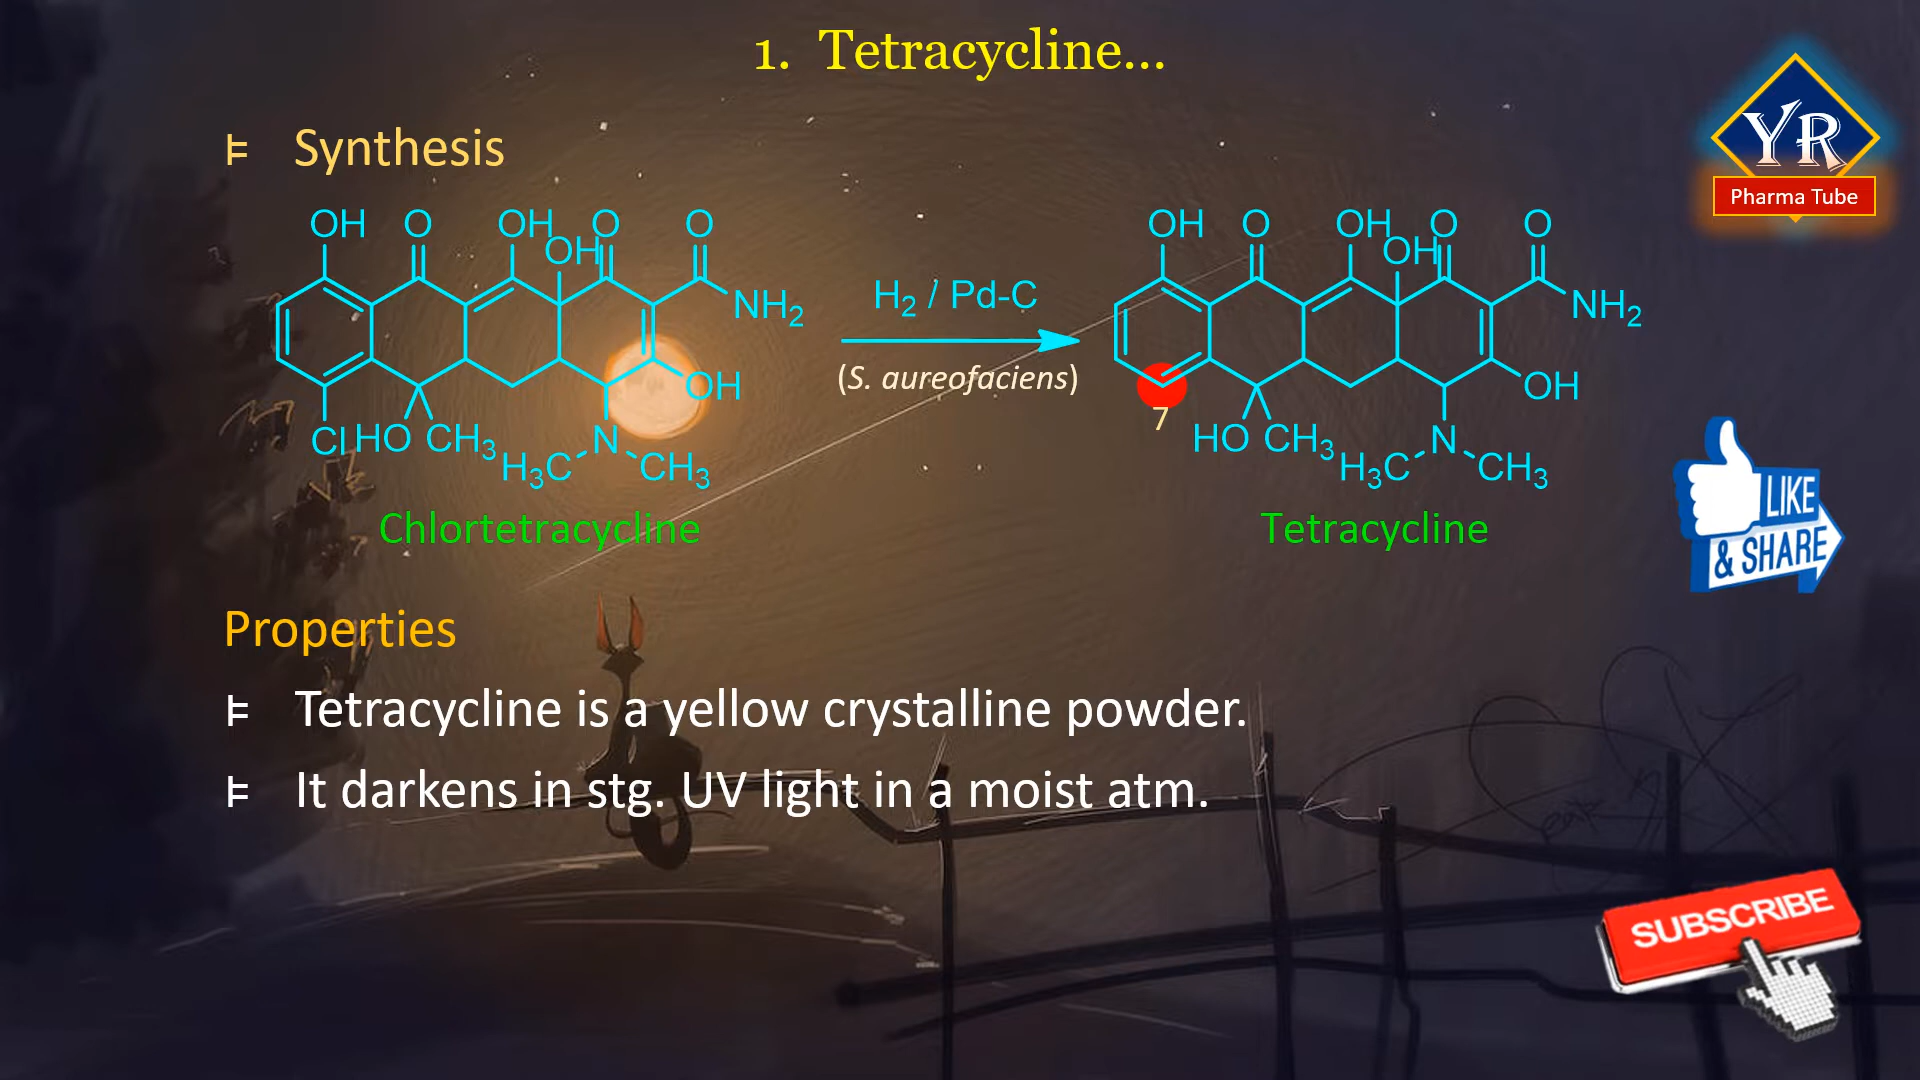 1. Tetracycline...
YR
Pharma Tube
Synthesis
OH O OH OH O O
NH2
OH
Cl HO CH3 H3C N CH3
H2 / Pd-C
(S. aureofaciens)
OH O OH OH O O
NH2
OH
7
HO CH3 H3C N CH3
Chlortetracycline
Tetracycline
LIKE
& SHARE
Properties
Tetracycline is a yellow crystalline powder.
It darkens in stg. UV light in a moist atm.
SUBSCRIBE